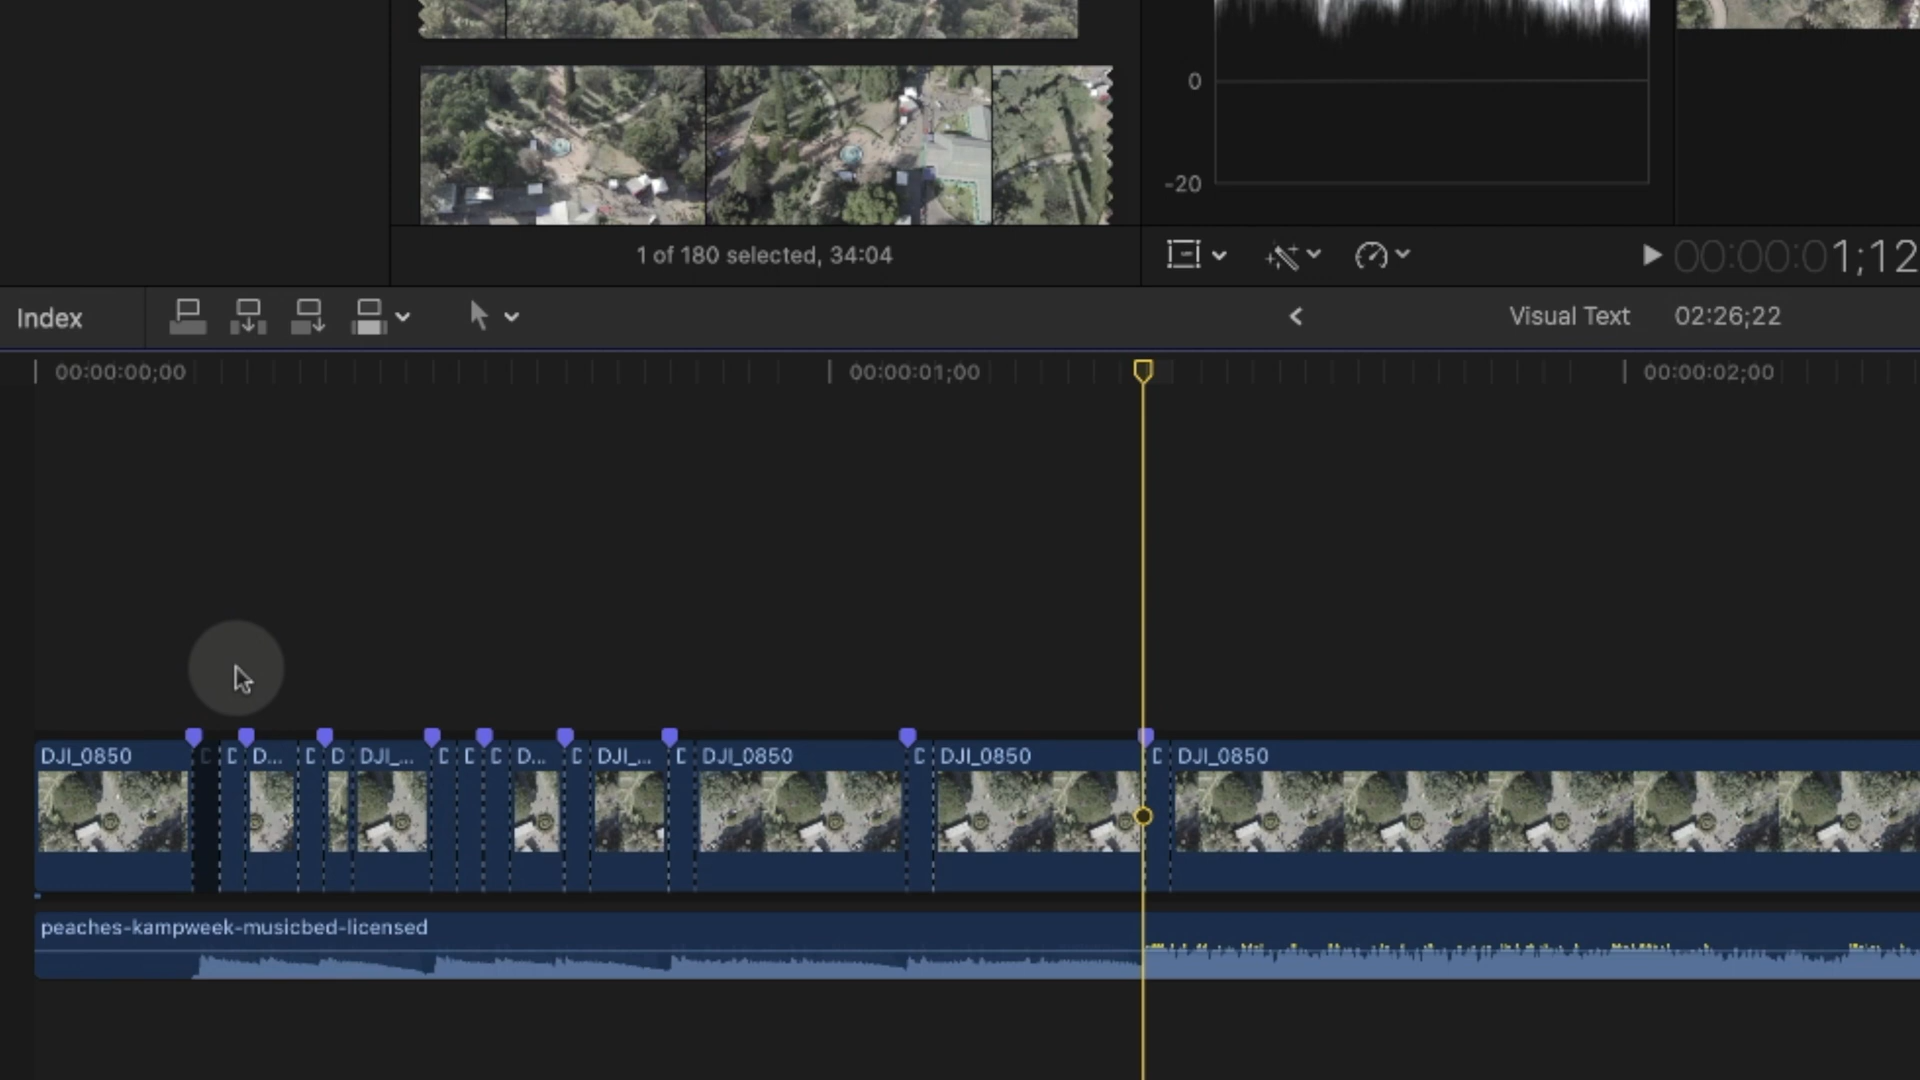 0
-20
1 of 180 selected, 34:04
00:00:01;12
Index
Visual Text 02:26;22
00:00:00;00 00:00:01;00 00:00:02;00
DJI_0850 D D D... D D DJI_... D D D D... D DJI_... D DJI_0850 D DJI_0850 D DJI_0850
peaches-kampweek-musicbed-licensed